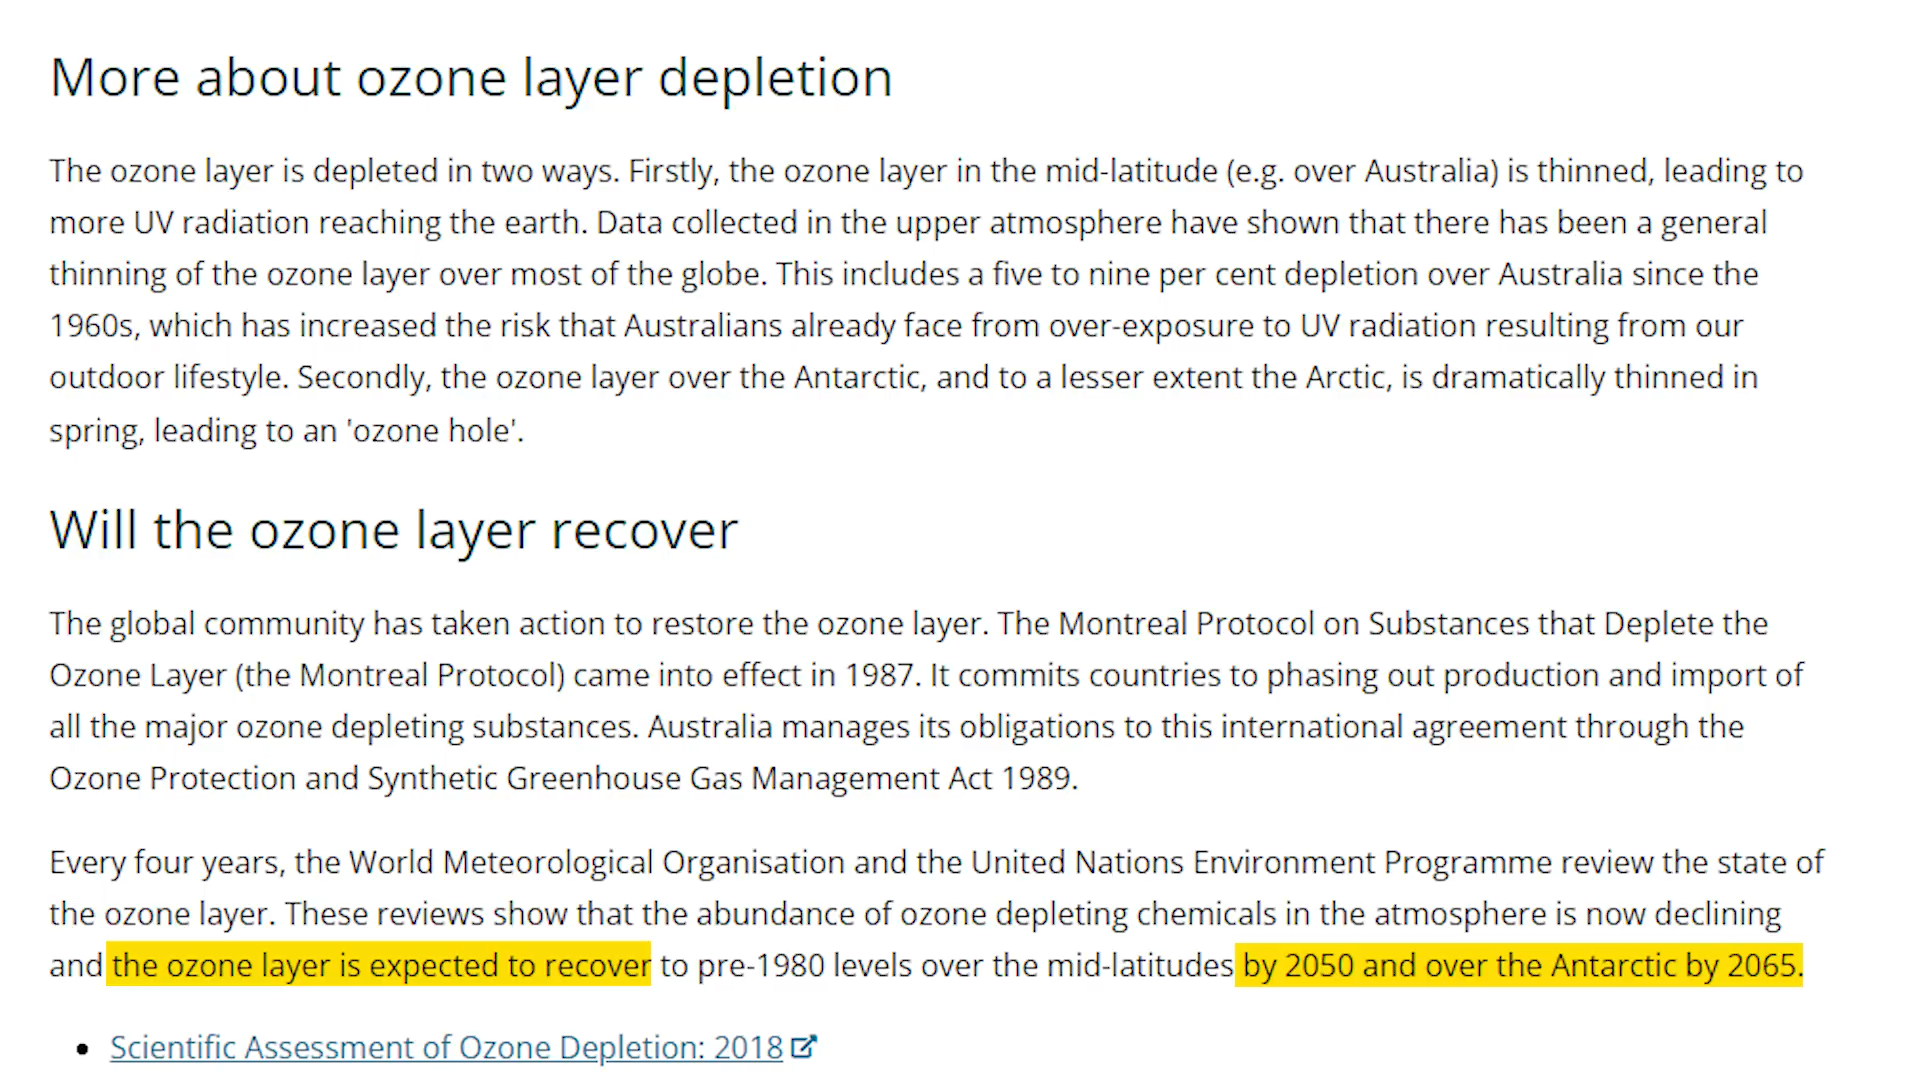 More about ozone layer depletion
The ozone layer is depleted in two ways. Firstly, the ozone layer in the mid-latitude (e.g. over Australia) is thinned, leading to
more UV radiation reaching the earth. Data collected in the upper atmosphere have shown that there has been a general
thinning of the ozone layer over most of the globe. This includes a five to nine per cent depletion over Australia since the
1960s, which has increased the risk that Australians already face from over-exposure to UV radiation resulting from our
outdoor lifestyle. Secondly, the ozone layer over the Antarctic, and to a lesser extent the Arctic, is dramatically thinned in
spring, leading to an 'ozone hole'.
Will the ozone layer recover
The global community has taken action to restore the ozone layer. The Montreal Protocol on Substances that Deplete the
Ozone Layer (the Montreal Protocol) came into effect in 1987. It commits countries to phasing out production and import of
all the major ozone depleting substances. Australia manages its obligations to this international agreement through the
Ozone Protection and Synthetic Greenhouse Gas Management Act 1989.
Every four years, the World Meteorological Organisation and the United Nations Environment Programme review the state of
the ozone layer. These reviews show that the abundance of ozone depleting chemicals in the atmosphere is now declining
and the ozone layer is expected to recover to pre-1980 levels over the mid-latitudes by 2050 and over the Antarctic by 2065.
Scientific Assessment of Ozone Depletion: 2018